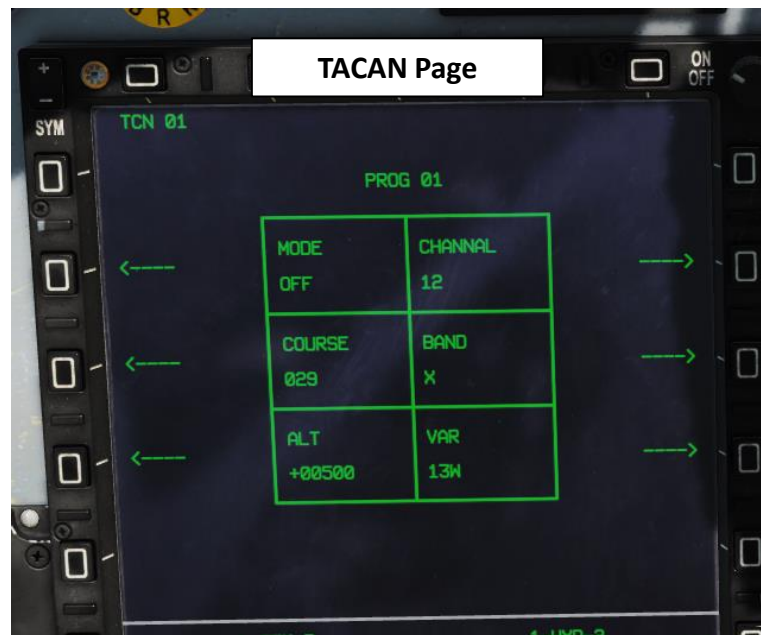 U R R
TACAN Page
ON
OFF
+
−
SYM
TCN 01
PROG 01
MODE CHANNAL
OFF 12
<---- ---->
COURSE BAND
029 X
<---- ---->
ALT VAR
+00500 13W
<---- ---->